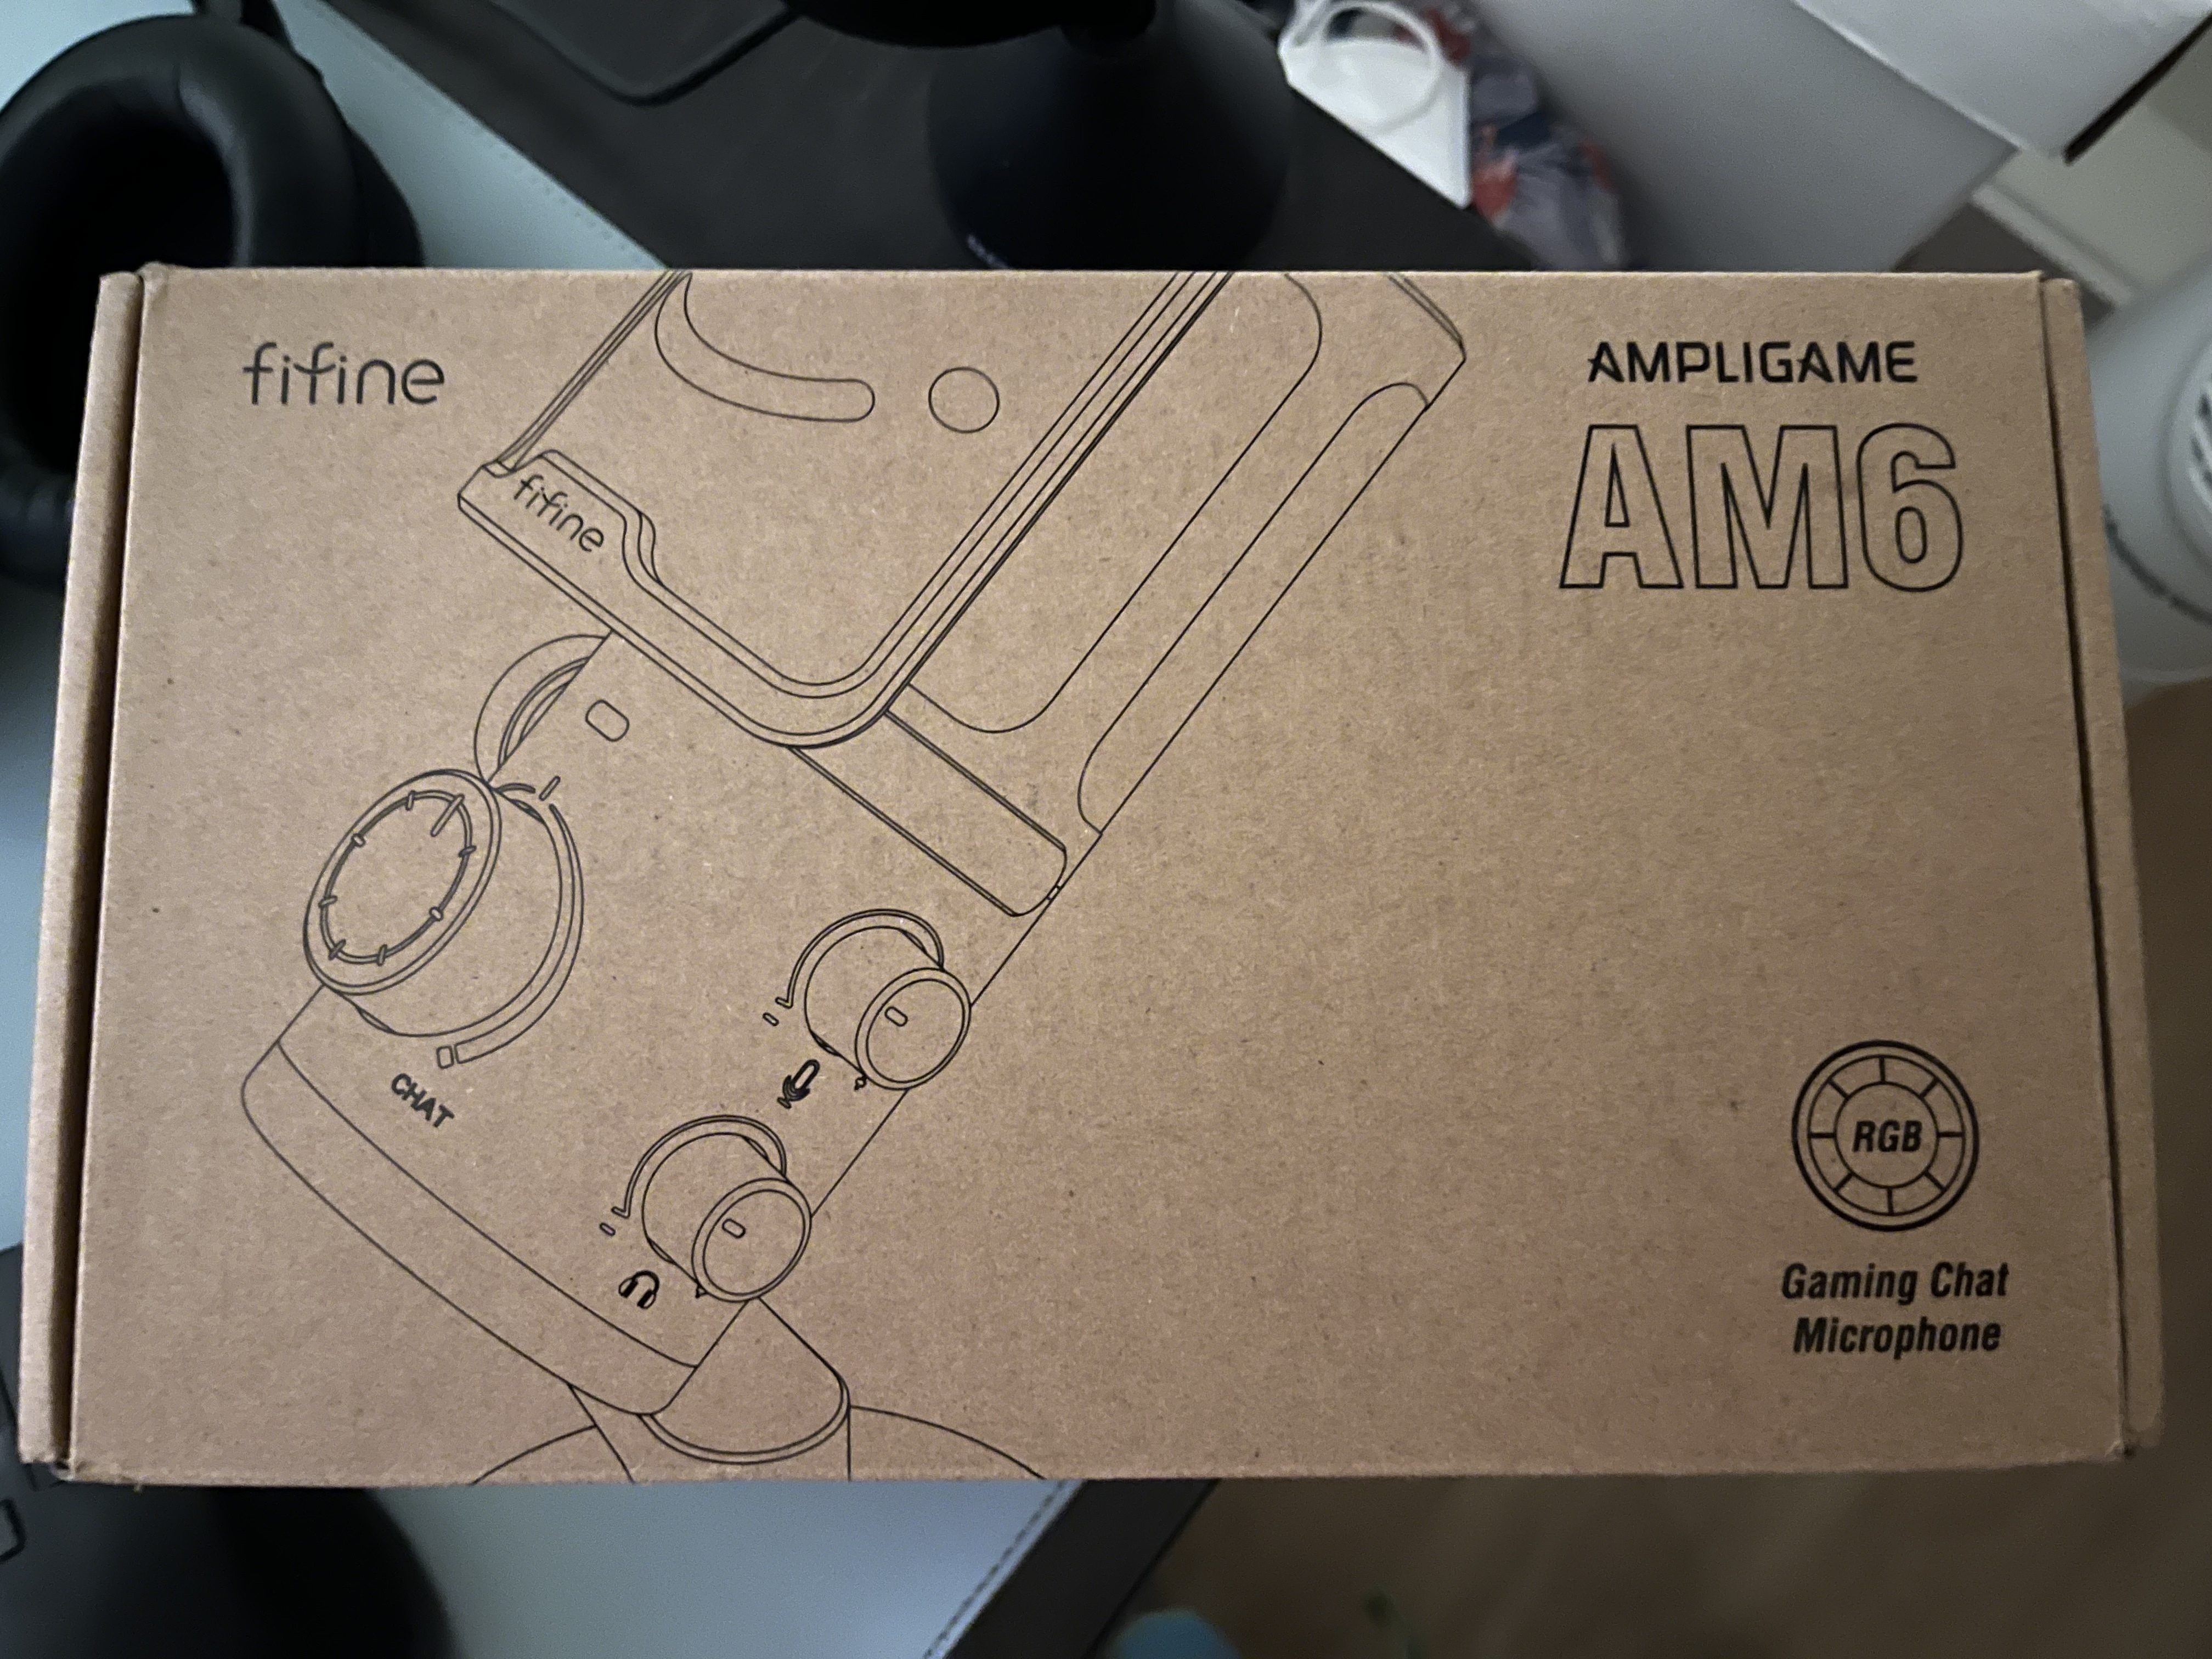 fifine
AMPLIGAME
AM6
fifine
CHAT
RGB
Gaming Chat
Microphone